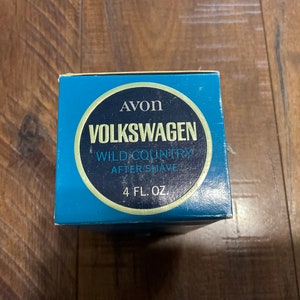 AVON
VOLKSWAGEN
WILD COUNTRY
AFTER SHAVE
4 FL. OZ.